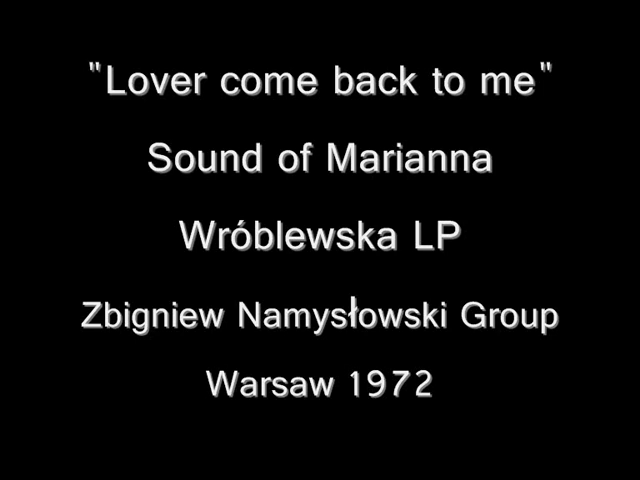 "Lover come back to me"
Sound of Marianna
Wróblewska LP
Zbigniew Namysłowski Group
Warsaw 1972